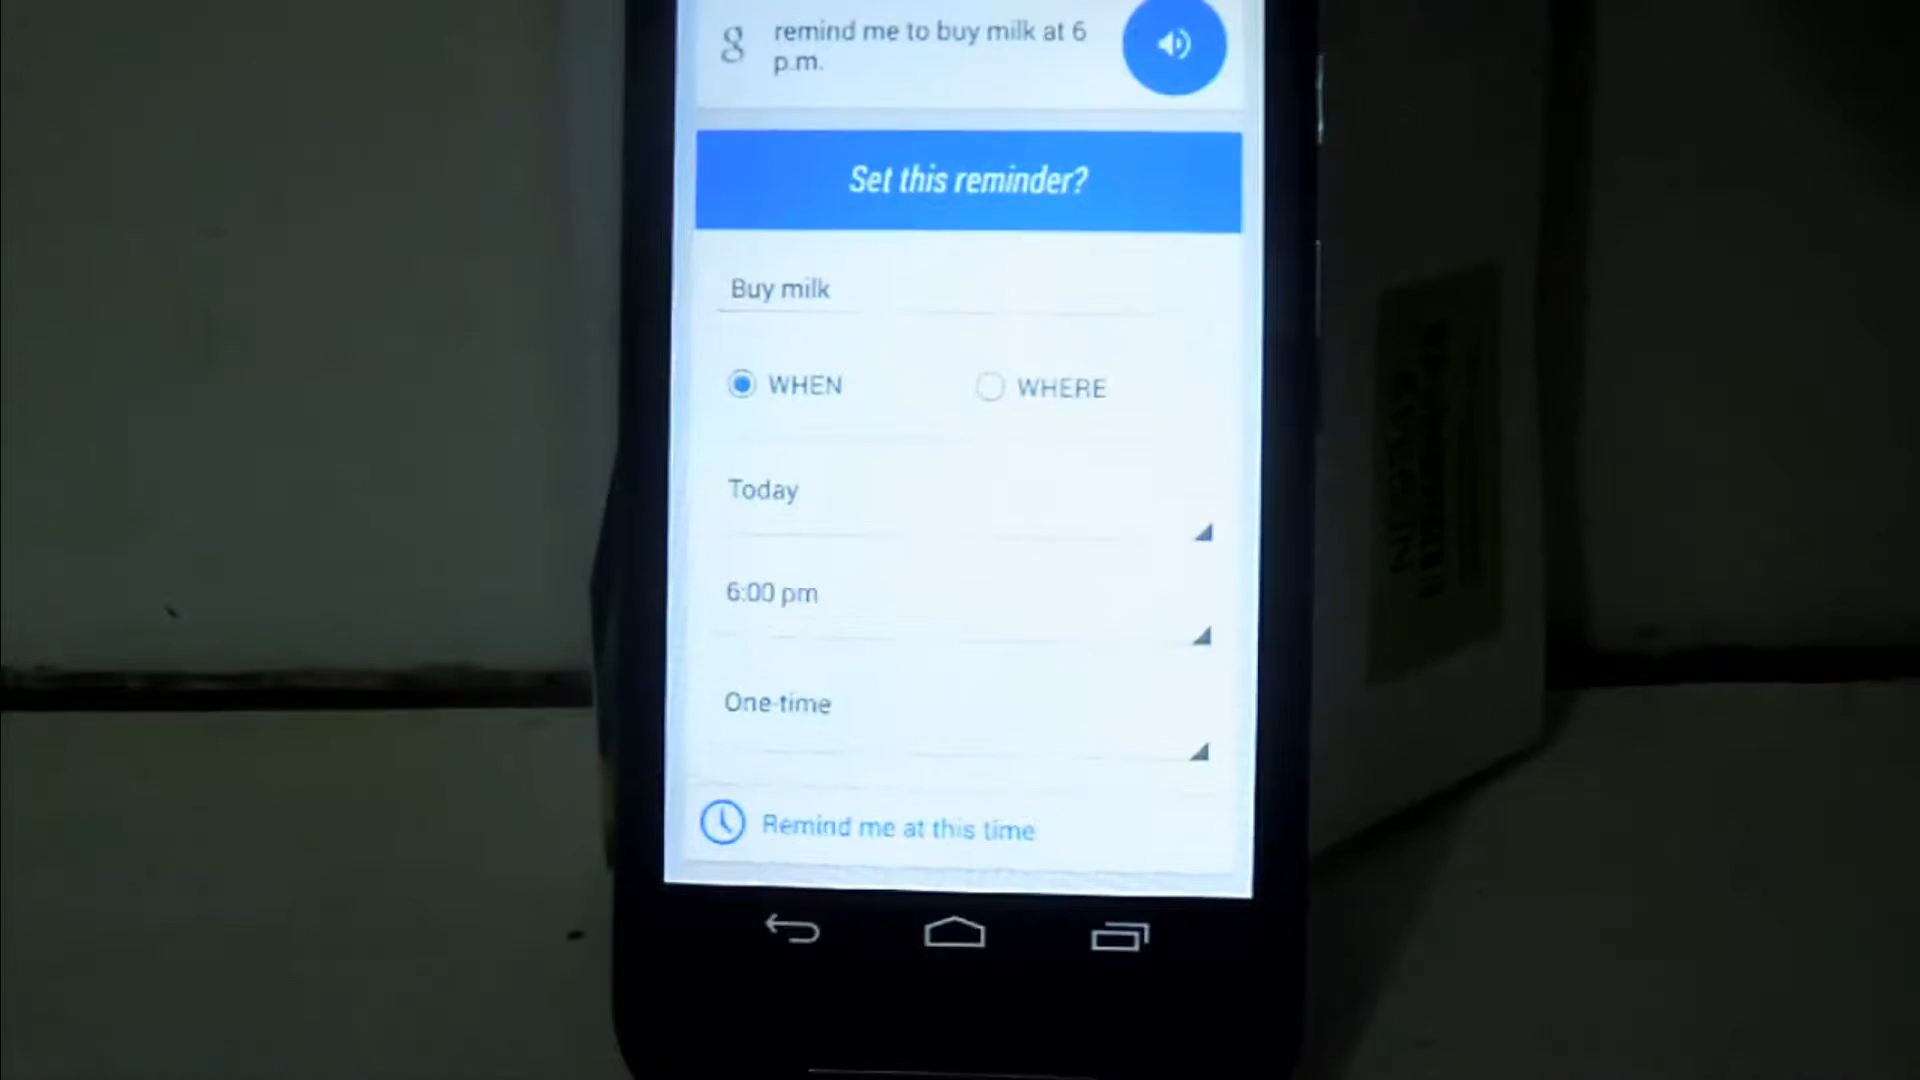 g
remind me to buy milk at 6
p.m.
Set this reminder?
Buy milk
WHEN
WHERE
Today
6:00 pm
One-time
Remind me at this time